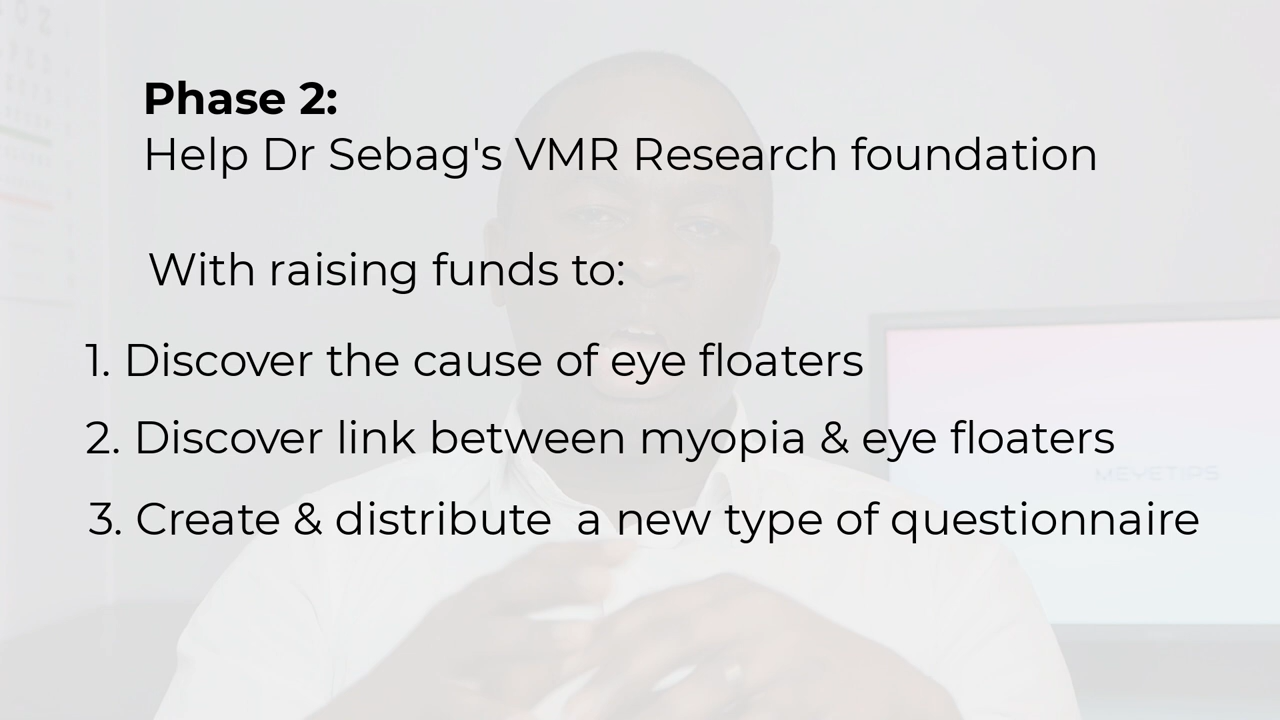 Phase 2:
Help Dr Sebag's VMR Research foundation
With raising funds to:
1. Discover the cause of eye floaters
2. Discover link between myopia & eye floaters
MEYETIPS
3. Create & distribute a new type of questionnaire